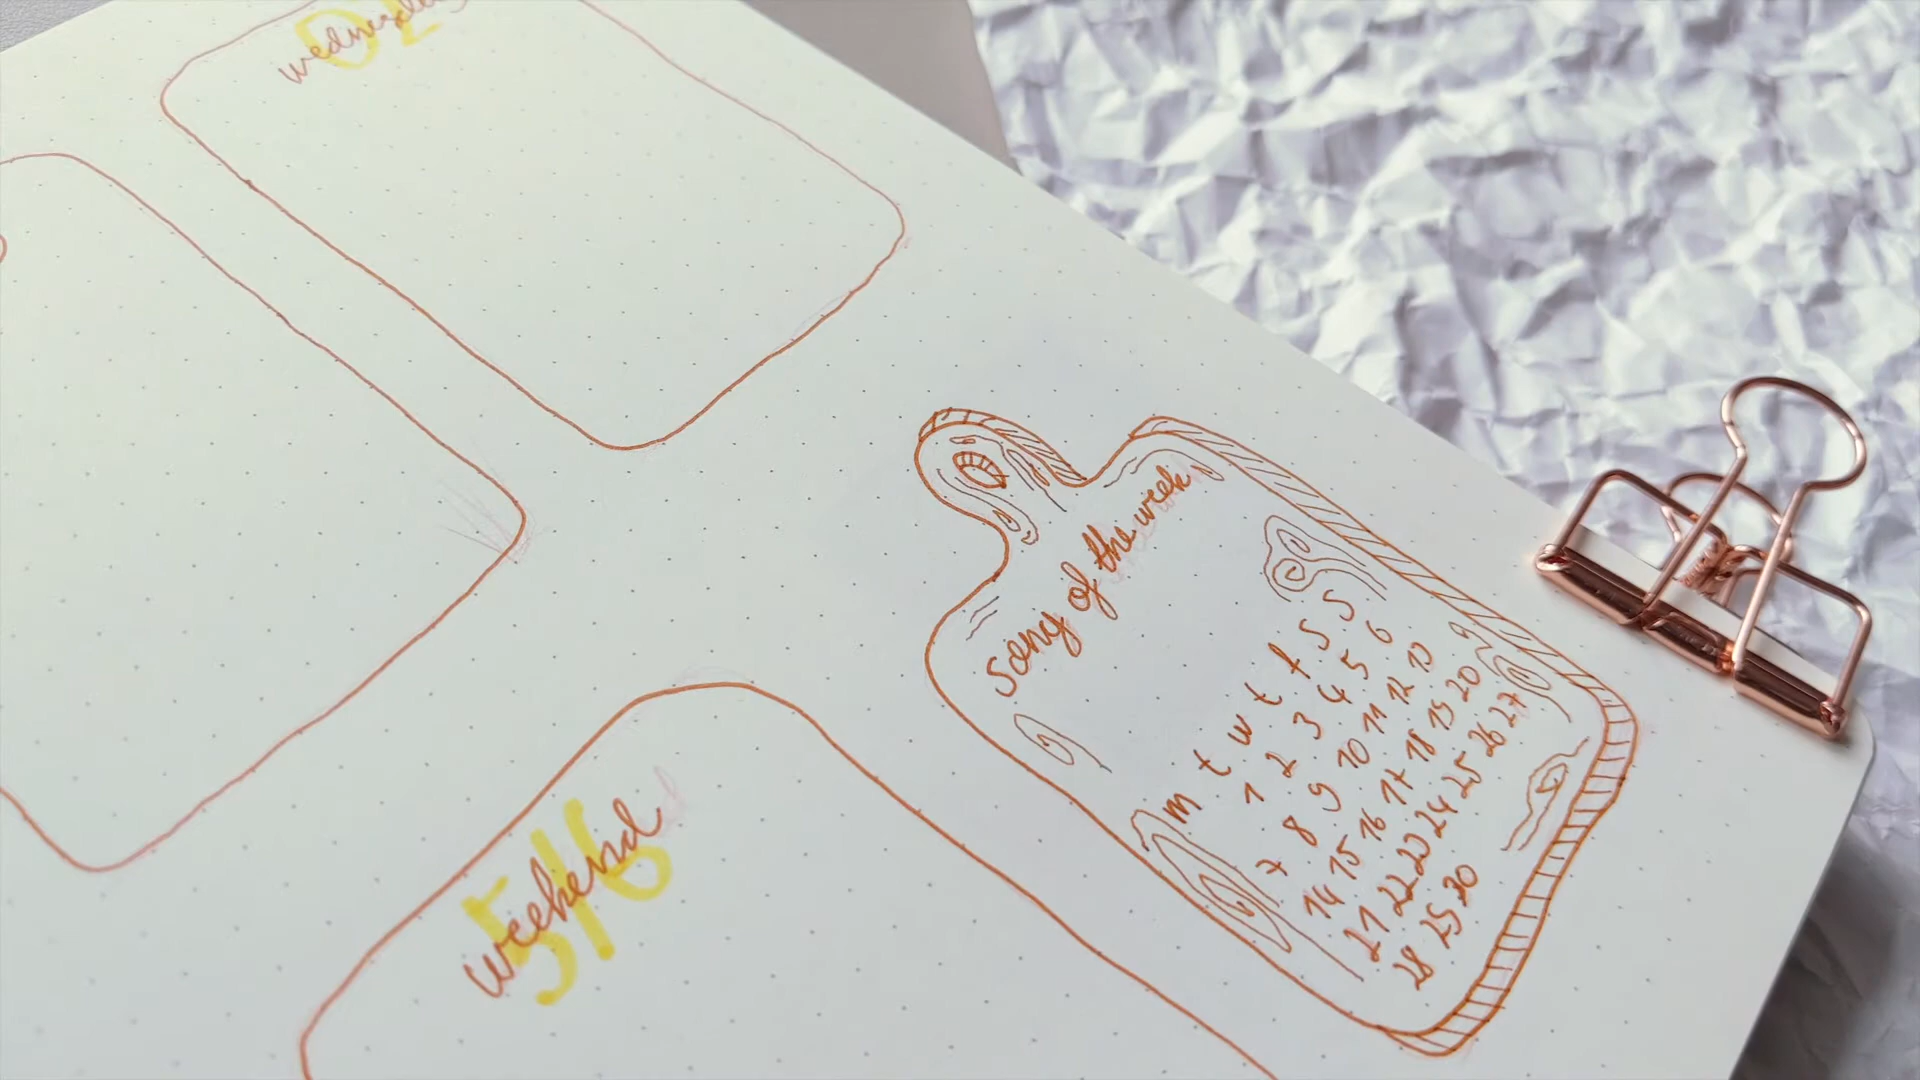 wednesday
02
weekend
5/6
song of the week
m t w t f s s
1 2 3 4 5 6
7 8 9 10 11 12 13
14 15 16 17 18 19 20
21 22 23 24 25 26 27
28 29 30